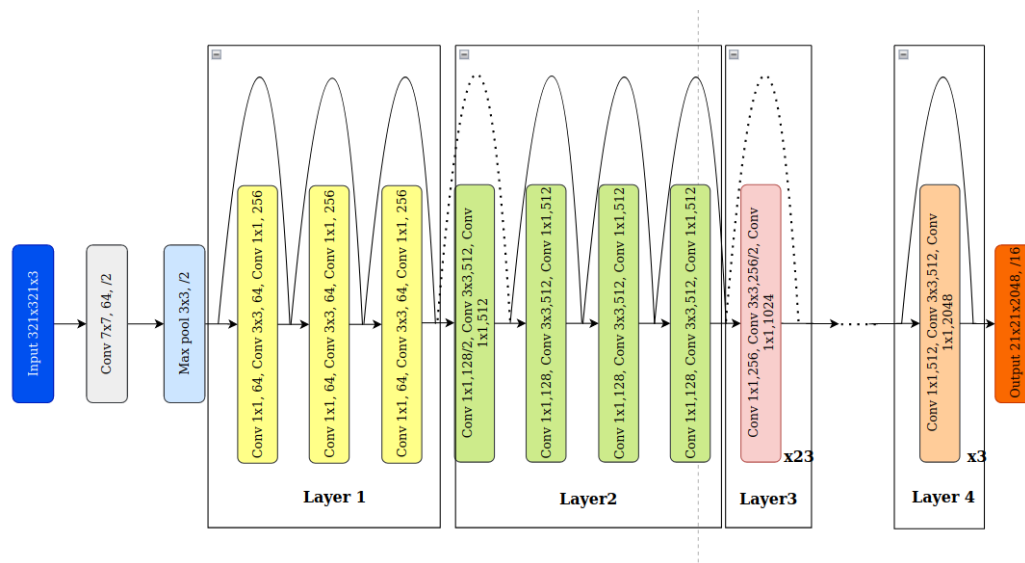 Input 321x321x3
Conv 7x7, 64, /2
Max pool 3x3, /2
Conv 1x1, 64, Conv 3x3, 64, Conv 1x1, 256
Conv 1x1, 64, Conv 3x3, 64, Conv 1x1, 256
Conv 1x1, 64, Conv 3x3, 64, Conv 1x1, 256
Layer 1
Conv 1x1,128/2, Conv 3x3,512, Conv
1x1,512
Conv 1x1,128, Conv 3x3,512, Conv 1x1,512
Conv 1x1,128, Conv 3x3,512, Conv 1x1,512
Conv 1x1,128, Conv 3x3,512, Conv 1x1,512
Layer2
Conv 1x1,256, Conv 3x3,256/2, Conv
1x1,1024
x23
Layer3
Conv 1x1,512, Conv 3x3,512, Conv
1x1,2048
x3
Layer 4
Output 21x21x2048, /16